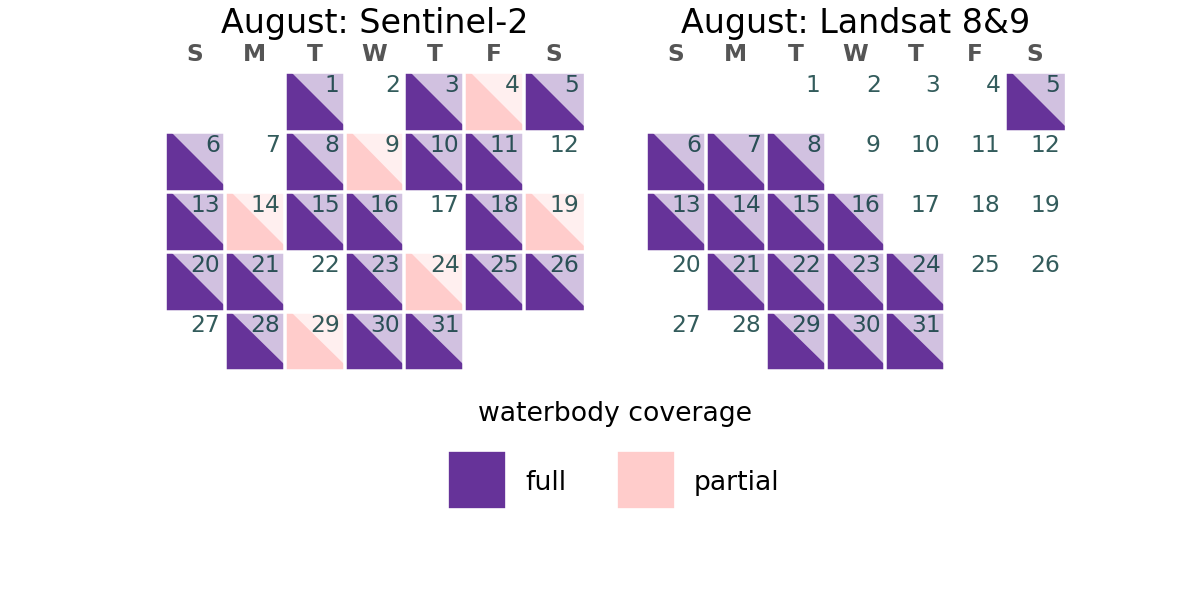 August: Sentinel-2
S M T W T F S
1 2 3 4 5
6 7 8 9 10 11 12
13 14 15 16 17 18 19
20 21 22 23 24 25 26
27 28 29 30 31
August: Landsat 8&9
S M T W T F S
1 2 3 4 5
6 7 8 9 10 11 12
13 14 15 16 17 18 19
20 21 22 23 24 25 26
27 28 29 30 31
waterbody coverage
full partial